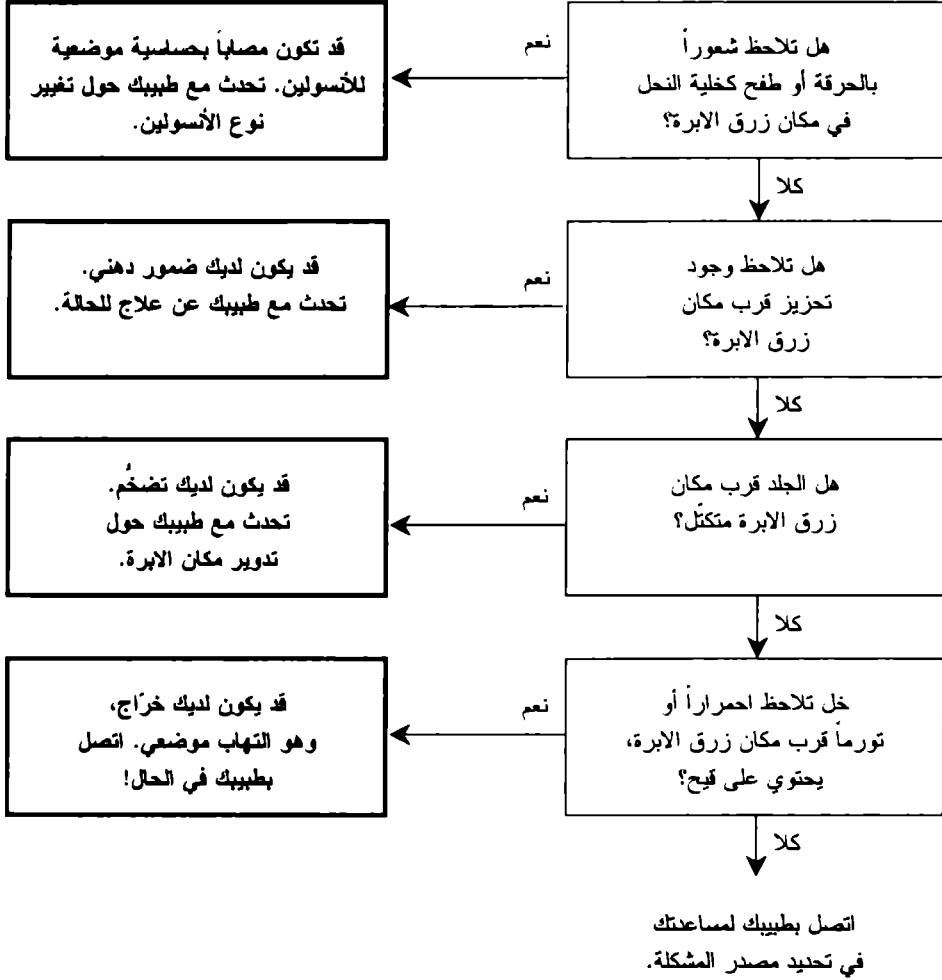 هل تلاحظ شعوراً
بالحرقة أو طفح كخلية النحل
في مكان زرق الابرة؟
نعم
قد تكون مصاباً بحساسية موضعية
للأنسولين. تحدث مع طبيبك حول تغيير
نوع الأنسولين.
كلا
هل تلاحظ وجود
تحزيز قرب مكان
زرق الابرة؟
نعم
قد يكون لديك ضمور دهني.
تحدث مع طبيبك عن علاج للحالة.
كلا
هل الجلد قرب مكان
زرق الابرة متكتّل؟
نعم
قد يكون لديك تضخُّم.
تحدث مع طبيبك حول
تدوير مكان الابرة.
كلا
خل تلاحظ احمراراً أو
تورماً قرب مكان زرق الابرة،
يحتوي على قيح؟
نعم
قد يكون لديك خرّاج،
وهو التهاب موضعي. اتصل
بطبيبك في الحال!
كلا
اتصل بطبيبك لمساعدتك
في تحديد مصدر المشكلة.